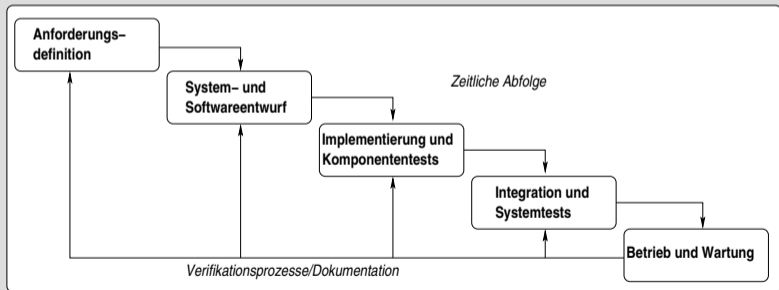 Anforderungs–
definition
System– und
Softwareentwurf
Zeitliche Abfolge
Implementierung und
Komponententests
Integration und
Systemtests
Betrieb und Wartung
Verifikationsprozesse/Dokumentation